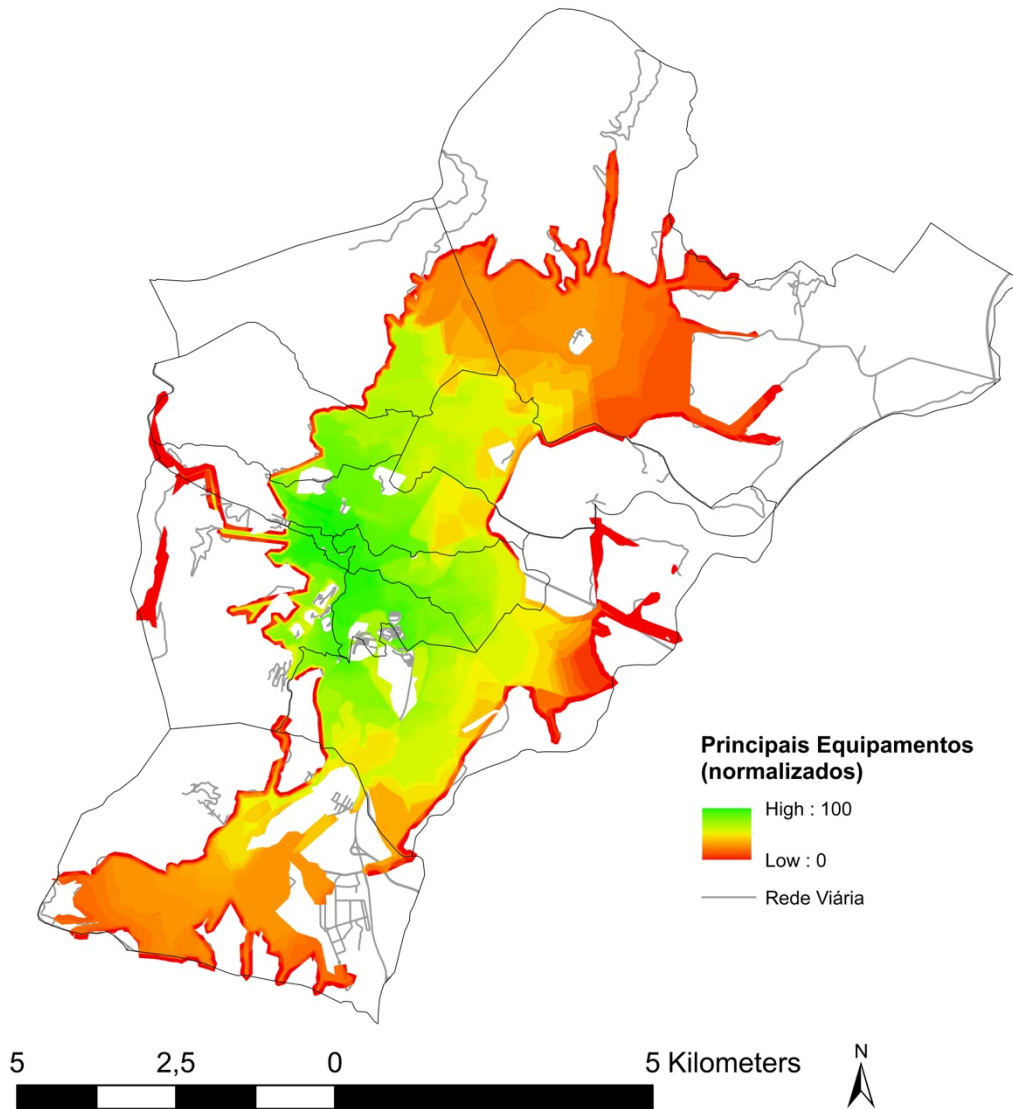 Principais Equipamentos
(normalizados)
High : 100
Low : 0
Rede Viária
5 2,5 0 5 Kilometers
N